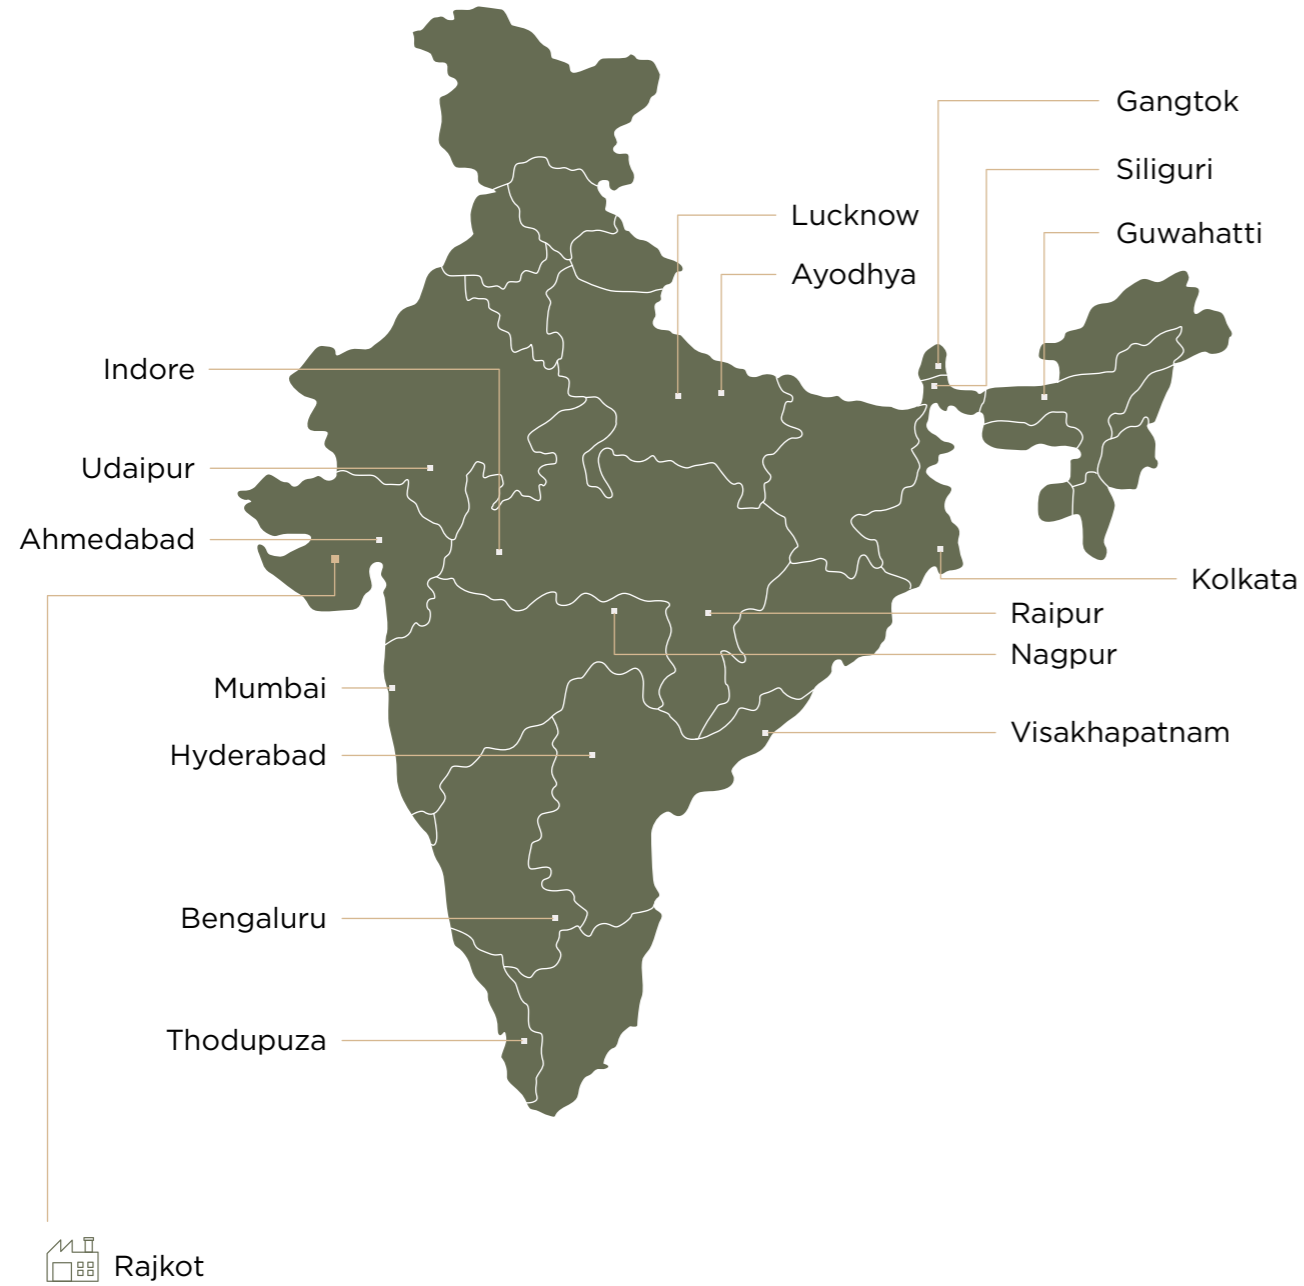 Gangtok
Siliguri
Lucknow
Guwahatti
Ayodhya
Indore
Udaipur
Ahmedabad
Kolkata
Raipur
Nagpur
Mumbai
Visakhapatnam
Hyderabad
Bengaluru
Thodupuza
Rajkot